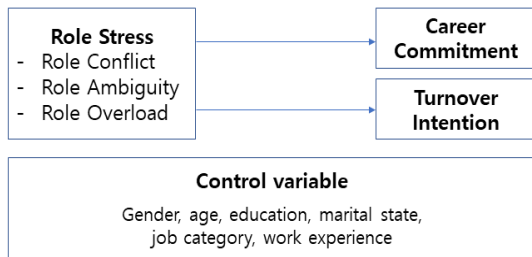 Role Stress
- Role Conflict
- Role Ambiguity
- Role Overload
Career
Commitment
Turnover
Intention
Control variable
Gender, age, education, marital state,
job category, work experience